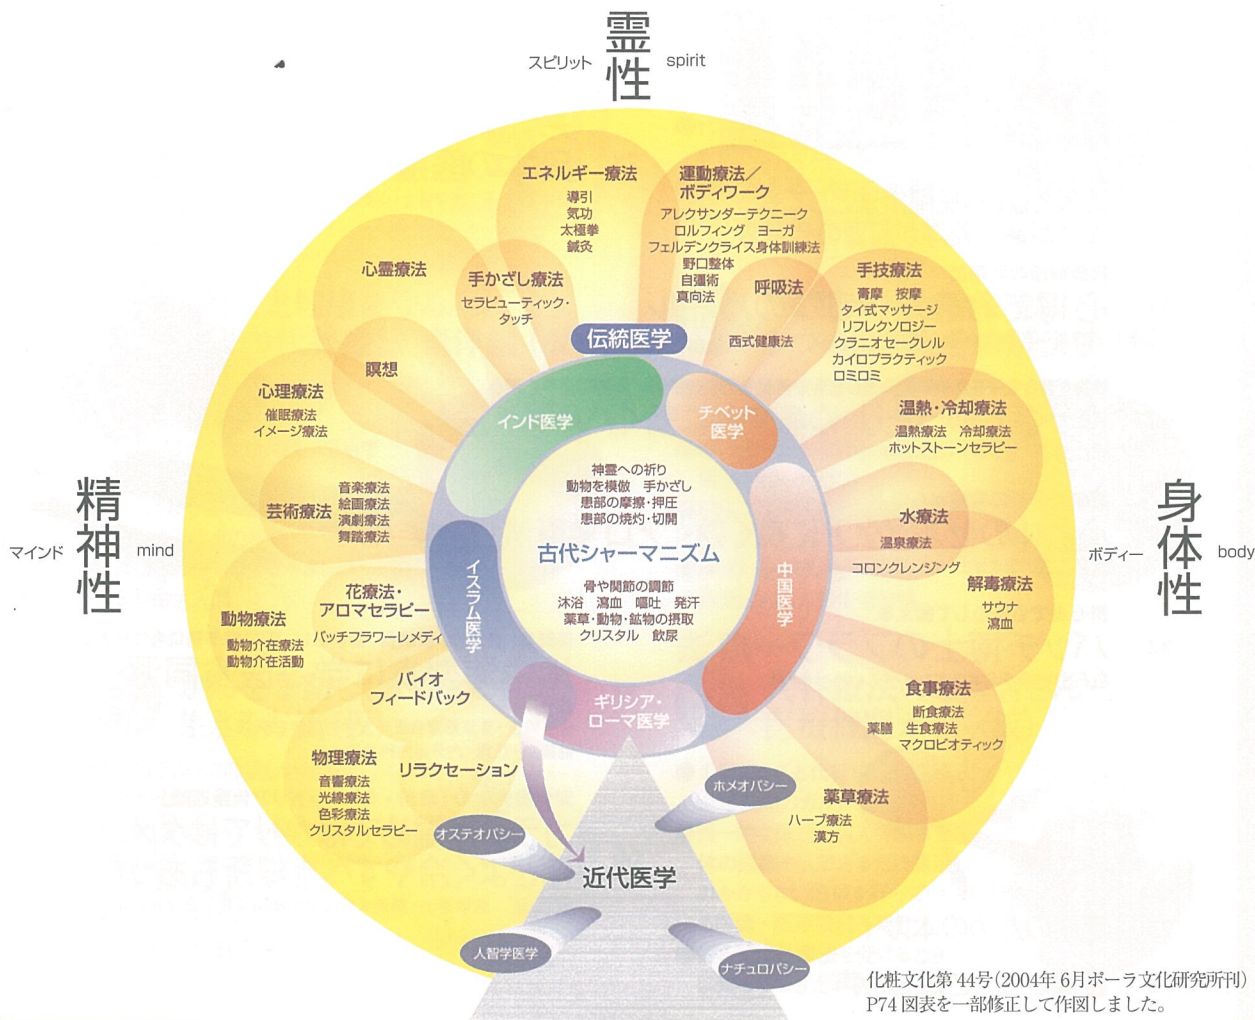 霊性
スピリット
spirit
エネルギー療法
導引
気功
太極拳
鍼灸
運動療法／
ボディワーク
アレクサンダーテクニーク
ロルフィング　ヨーガ
フェルデンクライス身体訓練法
野口整体
自彊術
真向法
心霊療法
手かざし療法
セラピューティック・
タッチ
呼吸法
西式健康法
手技療法
膏摩　按摩
タイ式マッサージ
リフレクソロジー
クラニオセークレル
カイロプラクティック
ロミロミ
伝統医学
瞑想
心理療法
催眠療法
イメージ療法
温熱・冷却療法
温熱療法　冷却療法
ホットストーンセラピー
インド医学
チベット
医学
中国医学
ギリシア・
ローマ医学
イスラム医学
神霊への祈り
動物を模倣　手かざし
患部の摩擦・押圧
患部の焼灼・切開
古代シャーマニズム
骨や関節の調節
沐浴　瀉血　嘔吐　発汗
薬草・動物・鉱物の摂取
クリスタル　飲尿
精神性
マインド
mind
身体性
ボディー
body
芸術療法
音楽療法
絵画療法
演劇療法
舞踏療法
水療法
温泉療法
コロンクレンジング
解毒療法
サウナ
瀉血
花療法・
アロマセラピー
バッチフラワーレメディ
動物療法
動物介在療法
動物介在活動
バイオ
フィードバック
食事療法
断食療法
薬膳　生食療法
マクロビオティック
物理療法
音響療法
光線療法
色彩療法
クリスタルセラピー
リラクセーション
薬草療法
ハーブ療法
漢方
ホメオパシー
オステオパシー
近代医学
人智学医学
ナチュロパシー
化粧文化第44号（2004年6月ポーラ文化研究所刊）
P74図表を一部修正して作図しました。